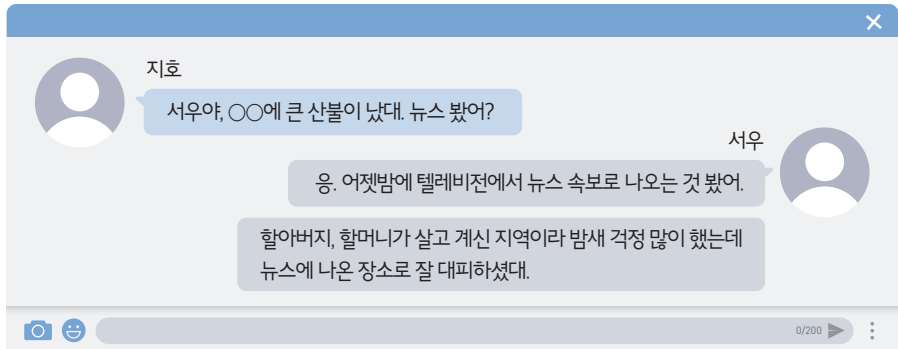 지호
서우야, ○○에 큰 산불이 났대. 뉴스 봤어?
서우
응. 어젯밤에 텔레비전에서 뉴스 속보로 나오는 것 봤어.
할아버지, 할머니가 살고 계신 지역이라 밤새 걱정 많이 했는데
뉴스에 나온 장소로 잘 대피하셨대.
0/200